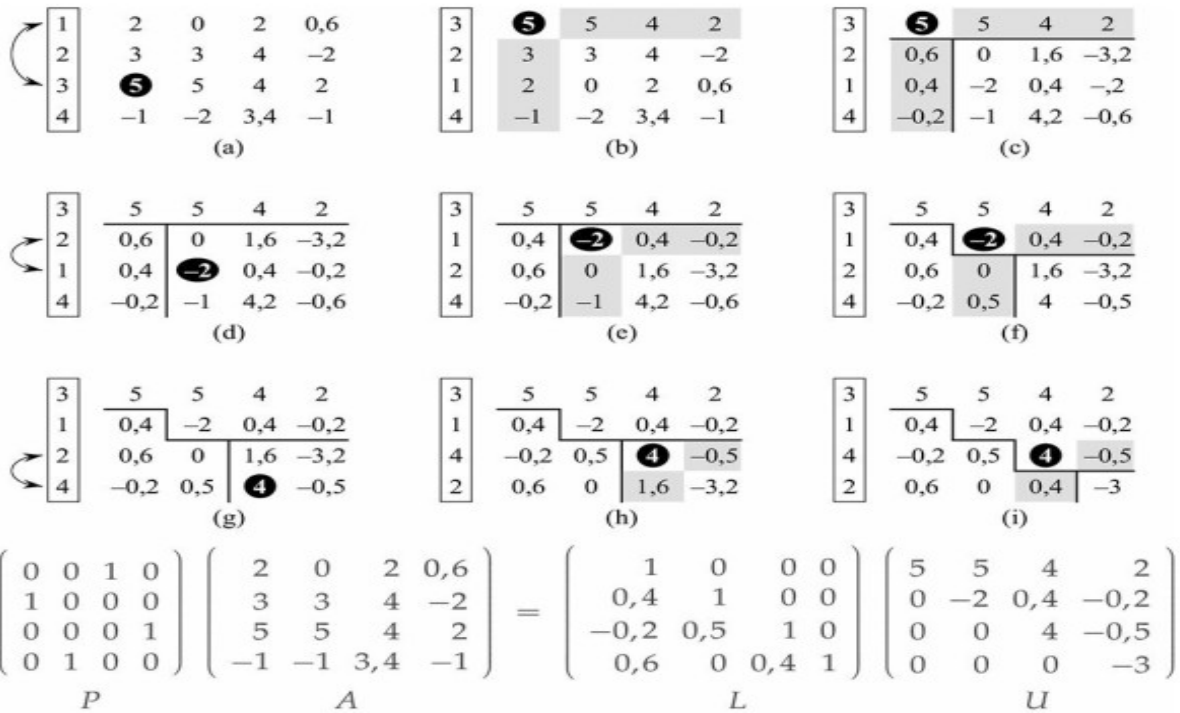 1 2 0 2 0,6 3 5 5 4 2 3 5 5 4 2
2 3 3 4 –2 2 3 3 4 –2 2 0,6 0 1,6 –3,2
3 5 5 4 2 1 2 0 2 0,6 1 0,4 –2 0,4 –,2
4 –1 –2 3,4 –1 4 –1 –2 3,4 –1 4 –0,2 –1 4,2 –0,6
(a) (b) (c)
3 5 5 4 2 3 5 5 4 2 3 5 5 4 2
2 0,6 0 1,6 –3,2 1 0,4 –2 0,4 –0,2 1 0,4 –2 0,4 –0,2
1 0,4 –2 0,4 –0,2 2 0,6 0 1,6 –3,2 2 0,6 0 1,6 –3,2
4 –0,2 –1 4,2 –0,6 4 –0,2 –1 4,2 –0,6 4 –0,2 0,5 4 –0,5
(d) (e) (f)
3 5 5 4 2 3 5 5 4 2 3 5 5 4 2
1 0,4 –2 0,4 –0,2 1 0,4 –2 0,4 –0,2 1 0,4 –2 0,4 –0,2
2 0,6 0 1,6 –3,2 4 –0,2 0,5 4 –0,5 4 –0,2 0,5 4 –0,5
4 –0,2 0,5 4 –0,5 2 0,6 0 1,6 –3,2 2 0,6 0 0,4 –3
(g) (h) (i)
0 0 1 0 2 0 2 0,6 1 0 0 0 5 5 4 2
1 0 0 0 3 3 4 –2 = 0,4 1 0 0 0 –2 0,4 –0,2
0 0 0 1 5 5 4 2 –0,2 0,5 1 0 0 0 4 –0,5
0 1 0 0 –1 –1 3,4 –1 0,6 0 0,4 1 0 0 0 –3
P A L U